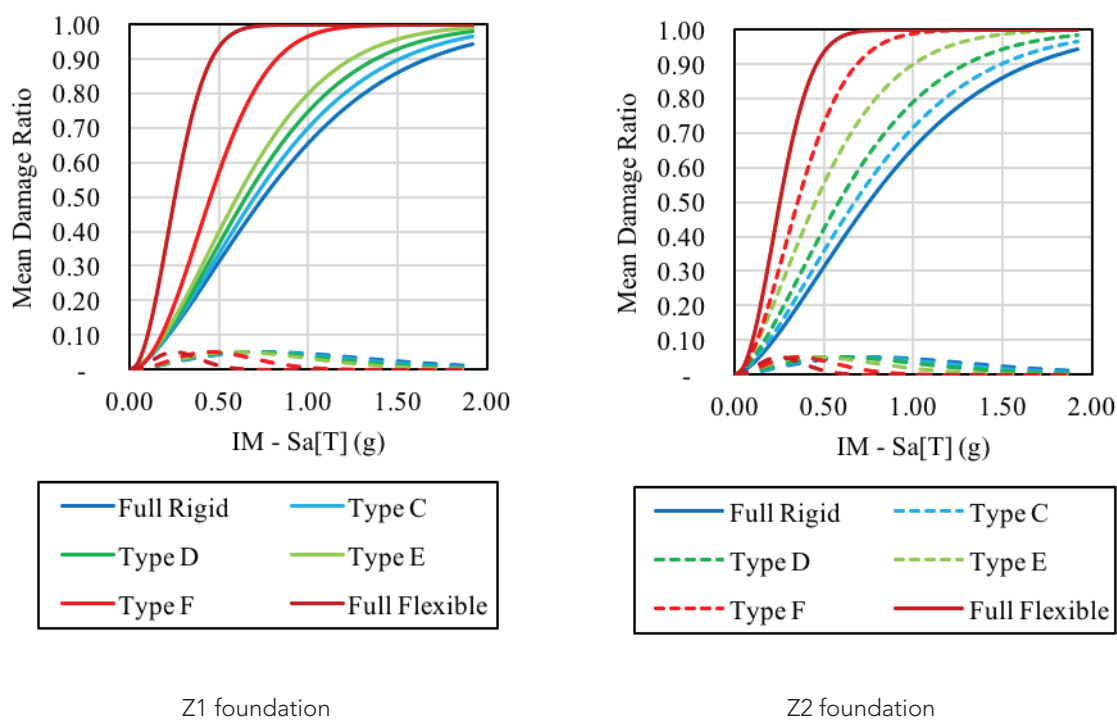 1.00
0.90
0.80
0.70
0.60
0.50
0.40
0.30
0.20
0.10
-
Mean Damage Ratio
0.00 0.50 1.00 1.50 2.00
IM - Sa[T] (g)
Full Rigid Type C
Type D Type E
Type F Full Flexible
Z1 foundation
1.00
0.90
0.80
0.70
0.60
0.50
0.40
0.30
0.20
0.10
-
Mean Damage Ratio
0.00 0.50 1.00 1.50 2.00
IM - Sa[T] (g)
Full Rigid Type C
Type D Type E
Type F Full Flexible
Z2 foundation